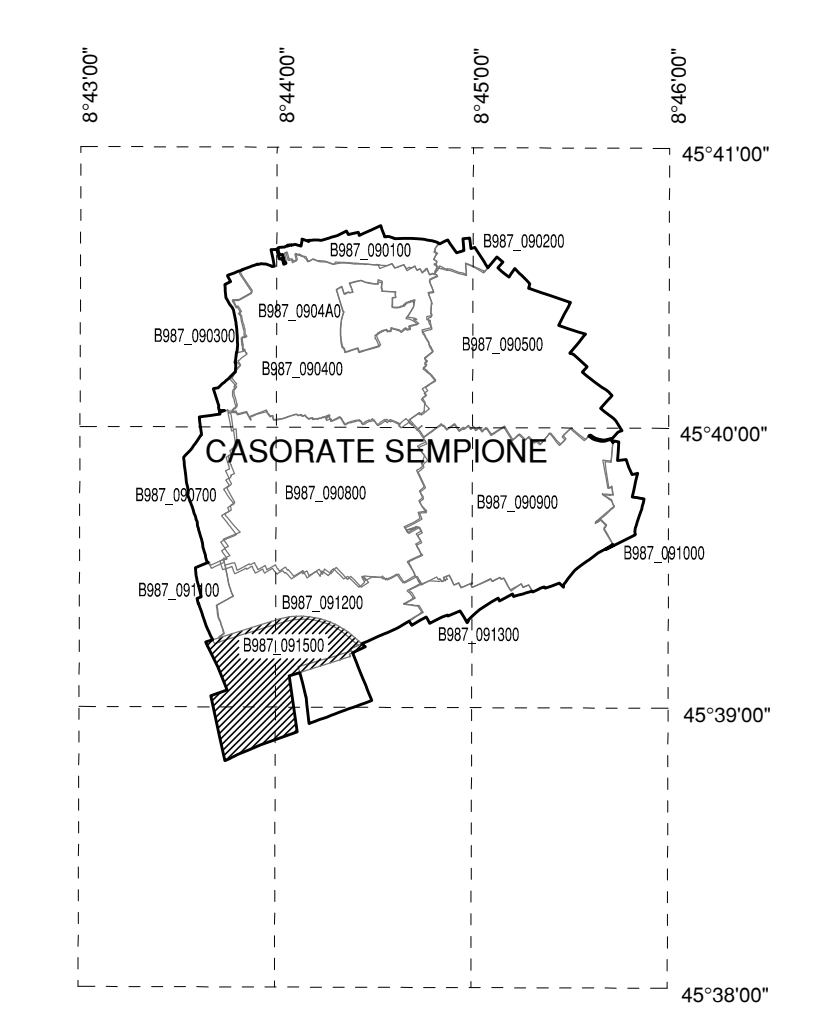 8°43'00"
8°44'00"
8°45'00"
8°46'00"
45°41'00"
B987_090200
B987_090100
B987_0904A0
B987_090300
B987_090500
B987_090400
45°40'00"
CASORATE SEMPIONE
B987_090700
B987_090800
B987_090900
B987_091000
B987_091100
B987_091200
B987_091300
B987_091500
45°39'00"
45°38'00"